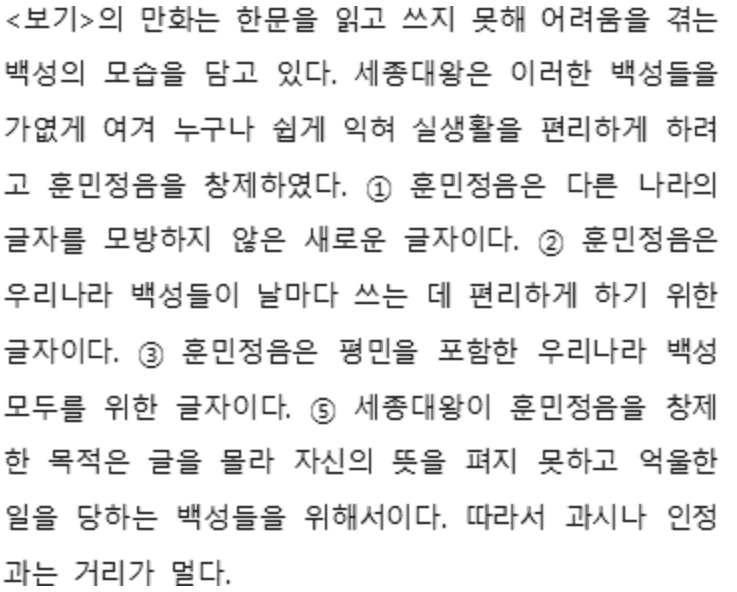 <보기>의 만화는 한문을 읽고 쓰지 못해 어려움을 겪는
백성의 모습을 담고 있다. 세종대왕은 이러한 백성들을
가엾게 여겨 누구나 쉽게 익혀 실생활을 편리하게 하려
고 훈민정음을 창제하였다. ① 훈민정음은 다른 나라의
글자를 모방하지 않은 새로운 글자이다. ② 훈민정음은
우리나라 백성들이 날마다 쓰는 데 편리하게 하기 위한
글자이다. ③ 훈민정음은 평민을 포함한 우리나라 백성
모두를 위한 글자이다. ⑤ 세종대왕이 훈민정음을 창제
한 목적은 글을 몰라 자신의 뜻을 펴지 못하고 억울한
일을 당하는 백성들을 위해서이다. 따라서 과시나 인정
과는 거리가 멀다.